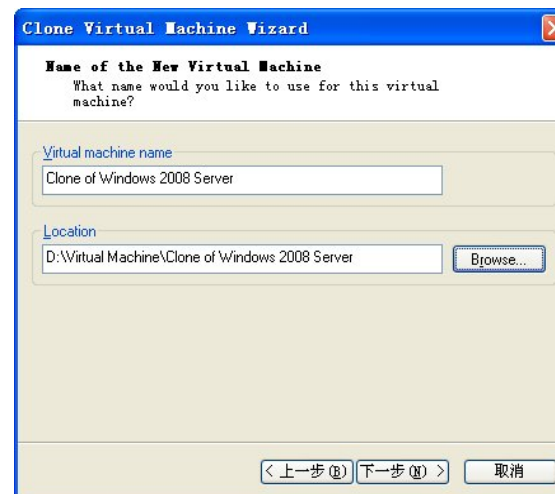 Clone Virtual Machine Wizard
Name of the New Virtual Machine
What name would you like to use for this virtual
machine?
Virtual machine name
Clone of Windows 2008 Server
Location
D:\Virtual Machine\Clone of Windows 2008 Server
Browse...
< 上一步(B) 下一步(N) > 取消